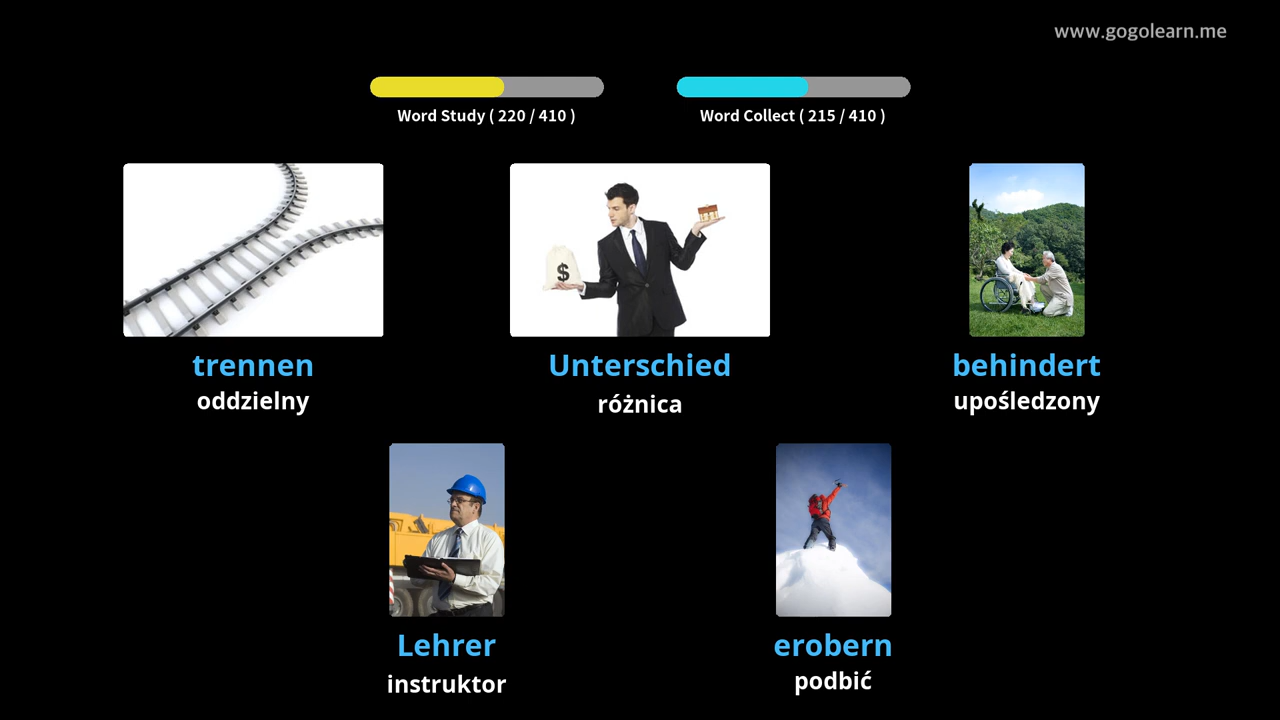 www.gogolearn.me
Word Study ( 220 / 410 )
Word Collect ( 215 / 410 )
trennen
oddzielny
Unterschied
różnica
behindert
upośledzony
$
Lehrer
instruktor
erobern
podbić